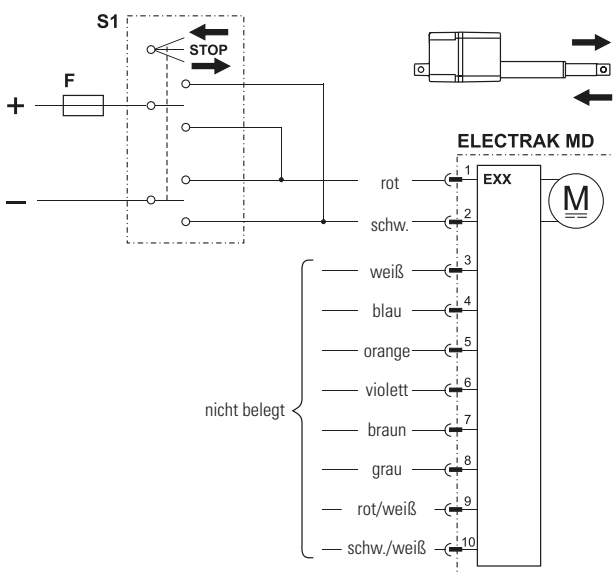 S1
STOP
F
+
−
ELECTRAK MD
EXX
M
rot 1
schw. 2
weiß 3
blau 4
orange 5
violett 6
nicht belegt
braun 7
grau 8
rot/weiß 9
schw./weiß 10